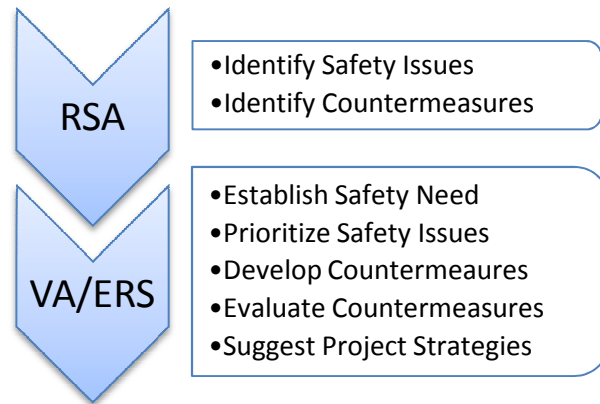 RSA
•Identify Safety Issues
•Identify Countermeasures
VA/ERS
•Establish Safety Need
•Prioritize Safety Issues
•Develop Countermeaures
•Evaluate Countermeasures
•Suggest Project Strategies